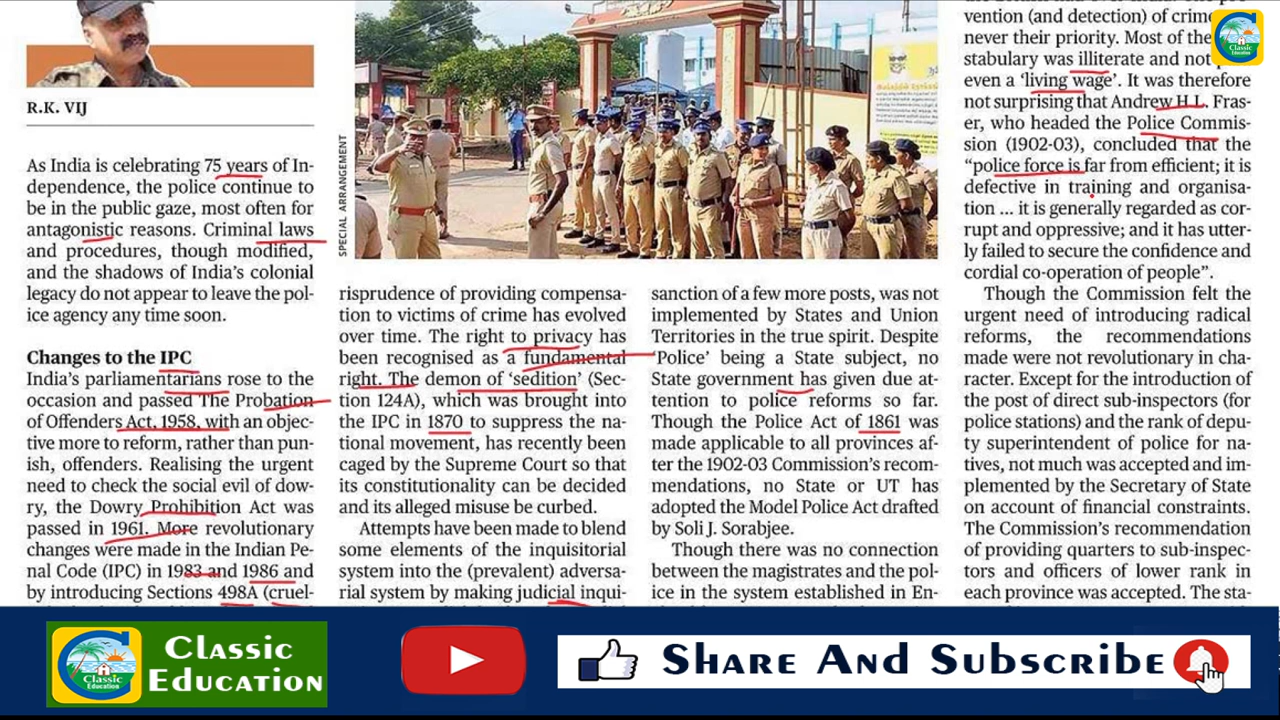 R.K. VIJ
As India is celebrating 75 years of In-
dependence, the police continue to
be in the public gaze, most often for
antagonistic reasons. Criminal laws
and procedures, though modified,
and the shadows of India's colonial
legacy do not appear to leave the pol-
ice agency any time soon.
Changes to the IPC
India's parliamentarians rose to the
occasion and passed The Probation
of Offenders Act, 1958, with an objec-
tive more to reform, rather than pun-
ish, offenders. Realising the urgent
need to check the social evil of dow-
ry, the Dowry Prohibition Act was
passed in 1961. More revolutionary
changes were made in the Indian Pe-
nal Code (IPC) in 1983 and 1986 and
by introducing Sections 498A (cruel-
SPECIAL ARRANGEMENT
risprudence of providing compensa-
tion to victims of crime has evolved
over time. The right to privacy has
been recognised as a fundamental
right. The demon of 'sedition' (Sec-
tion 124A), which was brought into
the IPC in 1870 to suppress the na-
tional movement, has recently been
caged by the Supreme Court so that
its constitutionality can be decided
and its alleged misuse be curbed.
Attempts have been made to blend
some elements of the inquisitorial
system into the (prevalent) adversa-
rial system by making judicial inqui-
sanction of a few more posts, was not
implemented by States and Union
Territories in the true spirit. Despite
'Police' being a State subject, no
State government has given due at-
tention to police reforms so far.
Though the Police Act of 1861 was
made applicable to all provinces af-
ter the 1902-03 Commission's recom-
mendations, no State or UT has
adopted the Model Police Act drafted
by Soli J. Sorabjee.
Though there was no connection
between the magistrates and the pol-
ice in the system established in En-
vention (and detection) of crime
never their priority. Most of the
stabulary was illiterate and not
even a 'living wage'. It was therefore
not surprising that Andrew H.L. Fras-
er, who headed the Police Commis-
sion (1902-03), concluded that the
"police force is far from efficient; it is
defective in training and organisa-
tion ... it is generally regarded as cor-
rupt and oppressive; and it has utter-
ly failed to secure the confidence and
cordial co-operation of people".
Though the Commission felt the
urgent need of introducing radical
reforms, the recommendations
made were not revolutionary in cha-
racter. Except for the introduction of
the post of direct sub-inspectors (for
police stations) and the rank of depu-
ty superintendent of police for na-
tives, not much was accepted and im-
plemented by the Secretary of State
on account of financial constraints.
The Commission's recommendation
of providing quarters to sub-inspec-
tors and officers of lower rank in
each province was accepted. The sta-
Classic
Education
Classic
Education
Classic
Education
Share And Subscribe